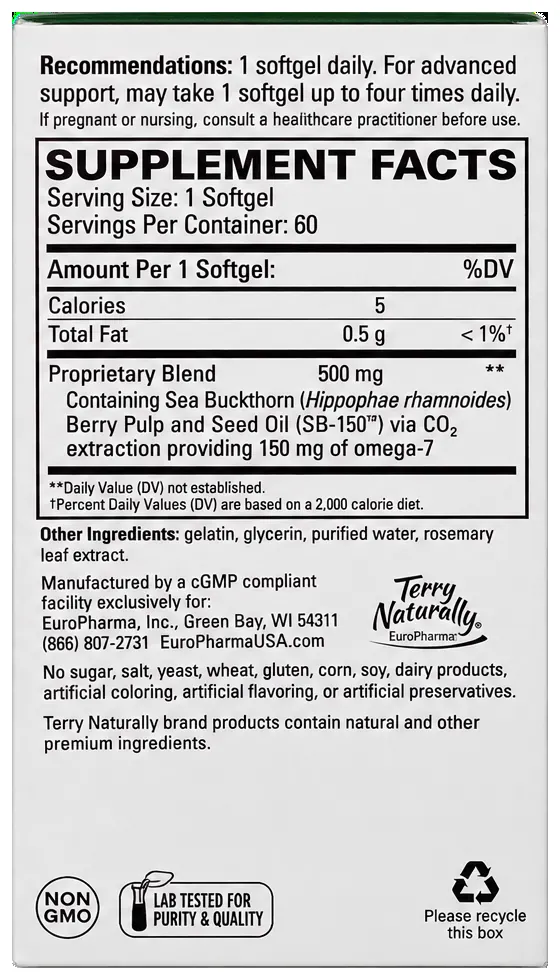 Recommendations: 1 softgel daily. For advanced
support, may take 1 softgel up to four times daily.
If pregnant or nursing, consult a healthcare practitioner before use.
SUPPLEMENT FACTS
Serving Size: 1 Softgel
Servings Per Container: 60
Amount Per 1 Softgel: %DV
Calories 5
Total Fat 0.5 g < 1%†
Proprietary Blend 500 mg **
Containing Sea Buckthorn (Hippophae rhamnoides)
Berry Pulp and Seed Oil (SB-150™) via CO₂
extraction providing 150 mg of omega-7
**Daily Value (DV) not established.
†Percent Daily Values (DV) are based on a 2,000 calorie diet.
Other Ingredients: gelatin, glycerin, purified water, rosemary
leaf extract.
Manufactured by a cGMP compliant
facility exclusively for:
EuroPharma, Inc., Green Bay, WI 54311
(866) 807-2731 EuroPharmaUSA.com
Terry
Naturally®
EuroPharma®
No sugar, salt, yeast, wheat, gluten, corn, soy, dairy products,
artificial coloring, artificial flavoring, or artificial preservatives.
Terry Naturally brand products contain natural and other
premium ingredients.
NON
GMO
LAB TESTED FOR
PURITY & QUALITY
Please recycle
this box